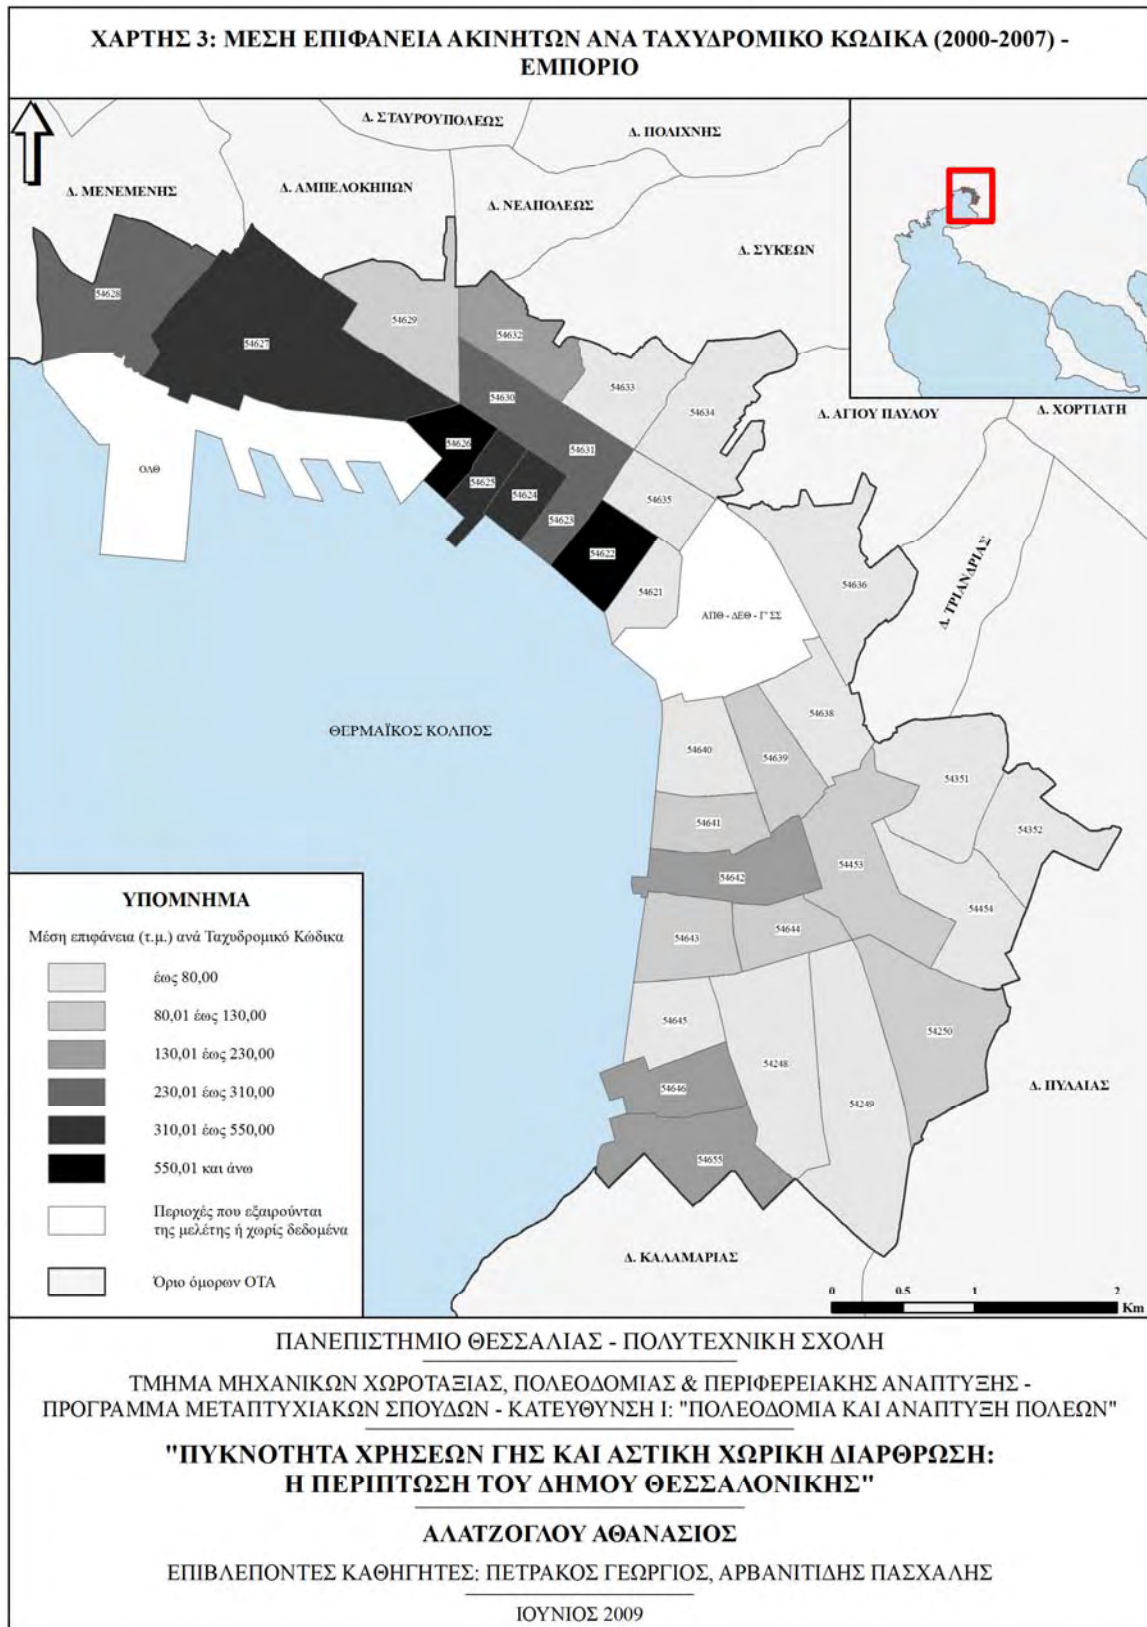 ΧΑΡΤΗΣ 3: ΜΕΣΗ ΕΠΙΦΑΝΕΙΑ ΑΚΙΝΗΤΩΝ ΑΝΑ ΤΑΧΥΔΡΟΜΙΚΟ ΚΩΔΙΚΑ (2000-2007) -
ΕΜΠΟΡΙΟ
Δ. ΣΤΑΥΡΟΥΠΟΛΕΩΣ
Δ. ΠΟΛΙΧΝΗΣ
Δ. ΜΕΝΕΜΕΝΗΣ
Δ. ΑΜΠΕΛΟΚΗΠΩΝ
Δ. ΝΕΑΠΟΛΕΩΣ
Δ. ΣΥΚΕΩΝ
54628
54629
54632
54627
54633
54630
54634
Δ. ΑΓΙΟΥ ΠΑΥΛΟΥ
Δ. ΧΟΡΤΙΑΤΗ
54626
54631
ΟΛΘ
54625
54624
54635
54623
54622
54636
54621
Δ. ΤΡΙΑΝΔΡΙΑΣ
ΑΠΘ - ΔΕΘ - Γ' ΣΣ
ΘΕΡΜΑΪΚΟΣ ΚΟΛΠΟΣ
54638
54640
54639
54351
54641
54352
54453
54642
54454
54643
54644
54645
54250
54248
54646
54249
Δ. ΠΥΛΑΙΑΣ
54655
Δ. ΚΑΛΑΜΑΡΙΑΣ
ΥΠΟΜΝΗΜΑ
Μέση επιφάνεια (τ.μ.) ανά Ταχυδρομικό Κώδικα
έως 80,00
80,01 έως 130,00
130,01 έως 230,00
230,01 έως 310,00
310,01 έως 550,00
550,01 και άνω
Περιοχές που εξαιρούνται
της μελέτης ή χωρίς δεδομένα
Όριο όμορων ΟΤΑ
0 0.5 1 2
Km
ΠΑΝΕΠΙΣΤΗΜΙΟ ΘΕΣΣΑΛΙΑΣ - ΠΟΛΥΤΕΧΝΙΚΗ ΣΧΟΛΗ
ΤΜΗΜΑ ΜΗΧΑΝΙΚΩΝ ΧΩΡΟΤΑΞΙΑΣ, ΠΟΛΕΟΔΟΜΙΑΣ & ΠΕΡΙΦΕΡΕΙΑΚΗΣ ΑΝΑΠΤΥΞΗΣ -
ΠΡΟΓΡΑΜΜΑ ΜΕΤΑΠΤΥΧΙΑΚΩΝ ΣΠΟΥΔΩΝ - ΚΑΤΕΥΘΥΝΣΗ Ι: "ΠΟΛΕΟΔΟΜΙΑ ΚΑΙ ΑΝΑΠΤΥΞΗ ΠΟΛΕΩΝ"
"ΠΥΚΝΟΤΗΤΑ ΧΡΗΣΕΩΝ ΓΗΣ ΚΑΙ ΑΣΤΙΚΗ ΧΩΡΙΚΗ ΔΙΑΡΘΡΩΣΗ:
Η ΠΕΡΙΠΤΩΣΗ ΤΟΥ ΔΗΜΟΥ ΘΕΣΣΑΛΟΝΙΚΗΣ"
ΑΛΑΤΖΟΓΛΟΥ ΑΘΑΝΑΣΙΟΣ
ΕΠΙΒΛΕΠΟΝΤΕΣ ΚΑΘΗΓΗΤΕΣ: ΠΕΤΡΑΚΟΣ ΓΕΩΡΓΙΟΣ, ΑΡΒΑΝΙΤΙΔΗΣ ΠΑΣΧΑΛΗΣ
ΙΟΥΝΙΟΣ 2009